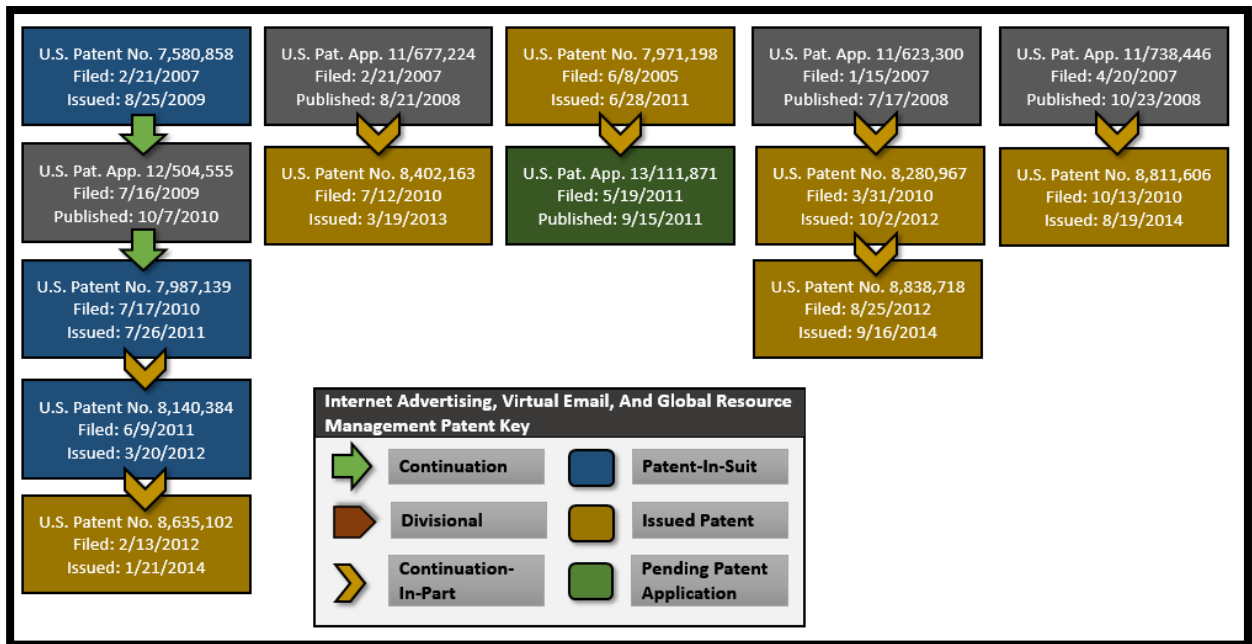 U.S. Patent No. 7,580,858
Filed: 2/21/2007
Issued: 8/25/2009
U.S. Pat. App. 12/504,555
Filed: 7/16/2009
Published: 10/7/2010
U.S. Patent No. 7,987,139
Filed: 7/17/2010
Issued: 7/26/2011
U.S. Patent No. 8,140,384
Filed: 6/9/2011
Issued: 3/20/2012
U.S. Patent No. 8,635,102
Filed: 2/13/2012
Issued: 1/21/2014
U.S. Pat. App. 11/677,224
Filed: 2/21/2007
Published: 8/21/2008
U.S. Patent No. 8,402,163
Filed: 7/12/2010
Issued: 3/19/2013
U.S. Patent No. 7,971,198
Filed: 6/8/2005
Issued: 6/28/2011
U.S. Pat. App. 13/111,871
Filed: 5/19/2011
Published: 9/15/2011
U.S. Pat. App. 11/623,300
Filed: 1/15/2007
Published: 7/17/2008
U.S. Patent No. 8,280,967
Filed: 3/31/2010
Issued: 10/2/2012
U.S. Patent No. 8,838,718
Filed: 8/25/2012
Issued: 9/16/2014
U.S. Pat. App. 11/738,446
Filed: 4/20/2007
Published: 10/23/2008
U.S. Patent No. 8,811,606
Filed: 10/13/2010
Issued: 8/19/2014
Internet Advertising, Virtual Email, And Global Resource
Management Patent Key
Continuation
Patent-In-Suit
Divisional
Issued Patent
Continuation-
In-Part
Pending Patent
Application